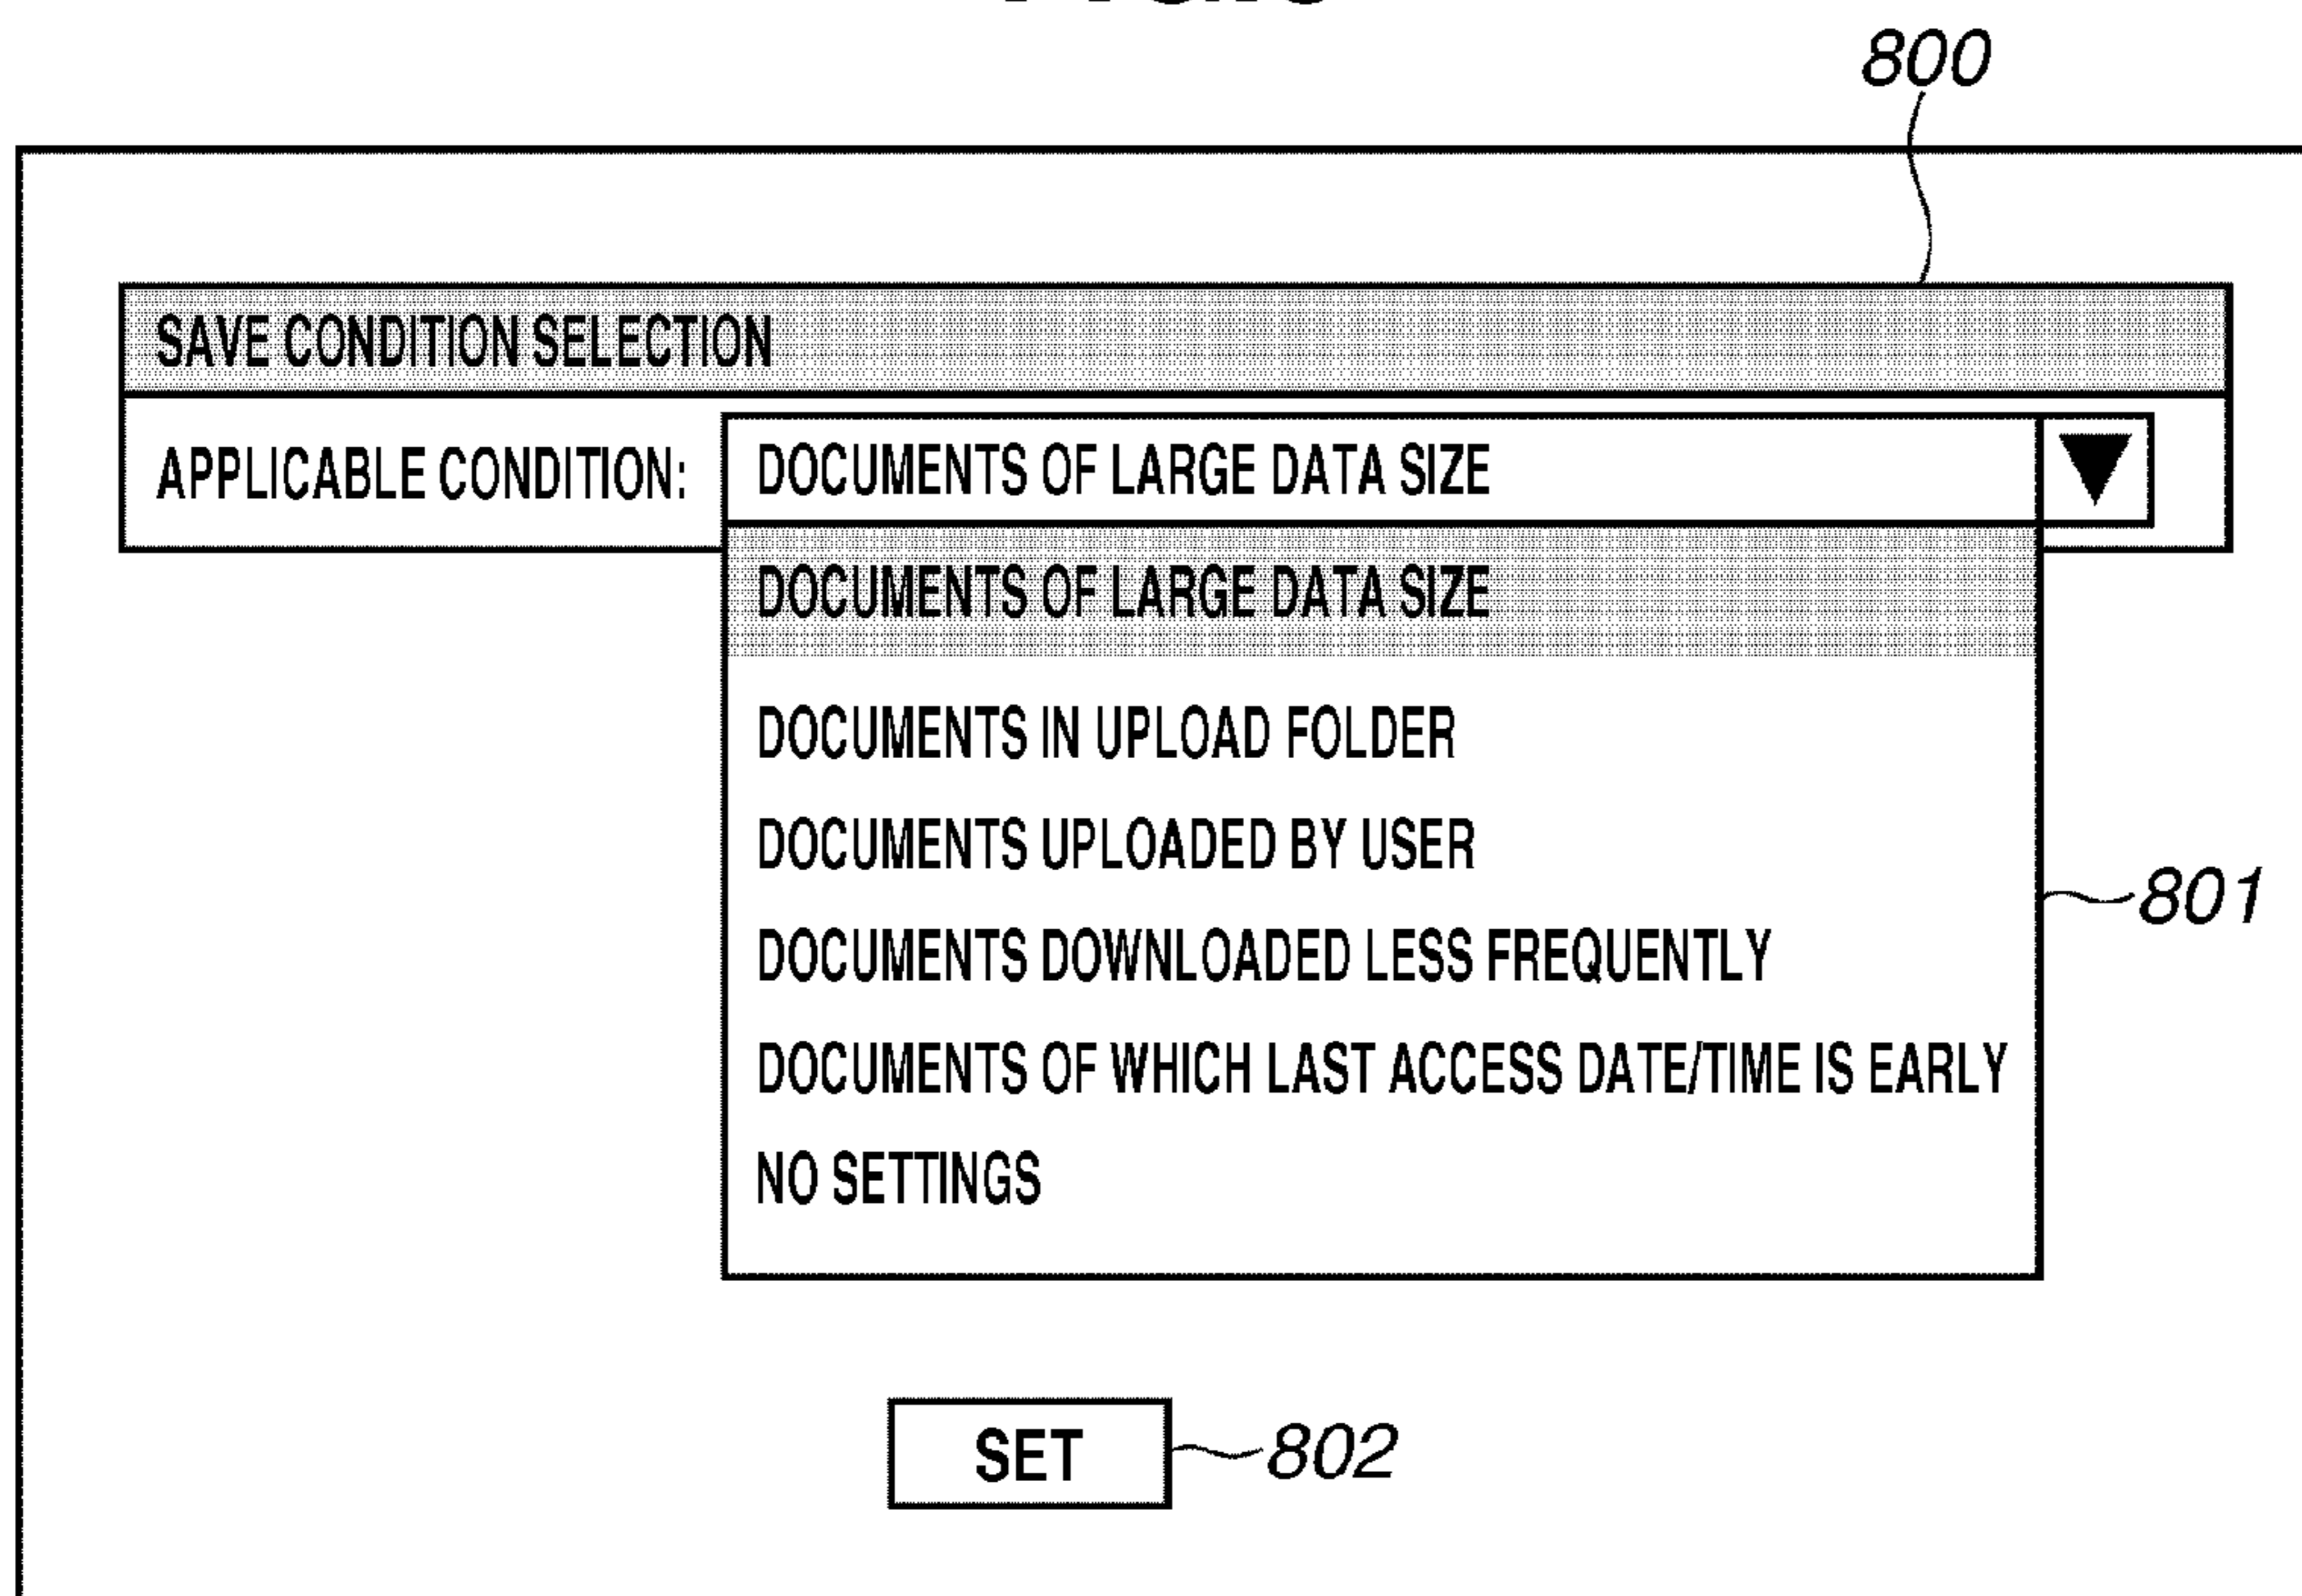 800
SAVE CONDITION SELECTION
APPLICABLE CONDITION: DOCUMENTS OF LARGE DATA SIZE
DOCUMENTS OF LARGE DATA SIZE
DOCUMENTS IN UPLOAD FOLDER
DOCUMENTS UPLOADED BY USER
801
DOCUMENTS DOWNLOADED LESS FREQUENTLY
DOCUMENTS OF WHICH LAST ACCESS DATE/TIME IS EARLY
NO SETTINGS
SET 802